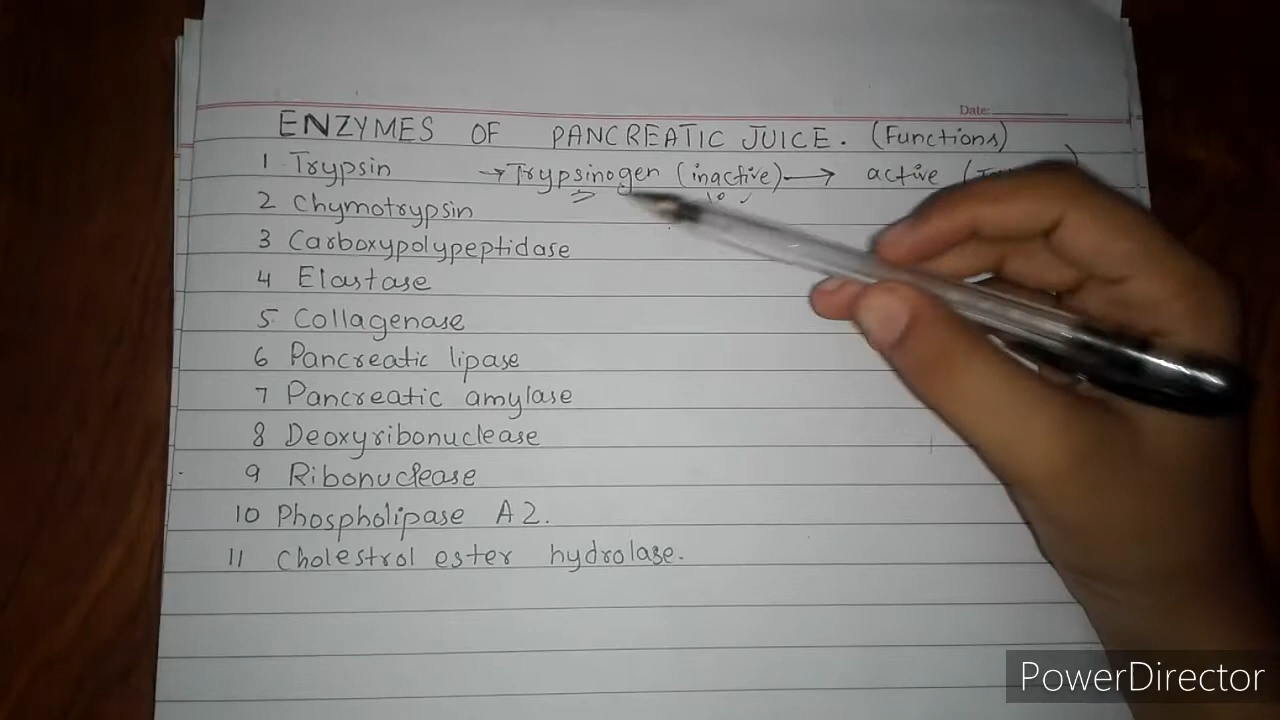 Date:
ENZYMES OF PANCREATIC JUICE. (Functions)
1 Trypsin → Trypsinogen (inactive) → active (
2 Chymotrypsin
3 Carboxypolypeptidase
4 Elastase
5. Collagenase
6 Pancreatic lipase
7 Pancreatic amylase
8 Deoxyribonuclease
9 Ribonuclease
10 Phospholipase A2.
11 Cholestrol ester hydrolase.
PowerDirector